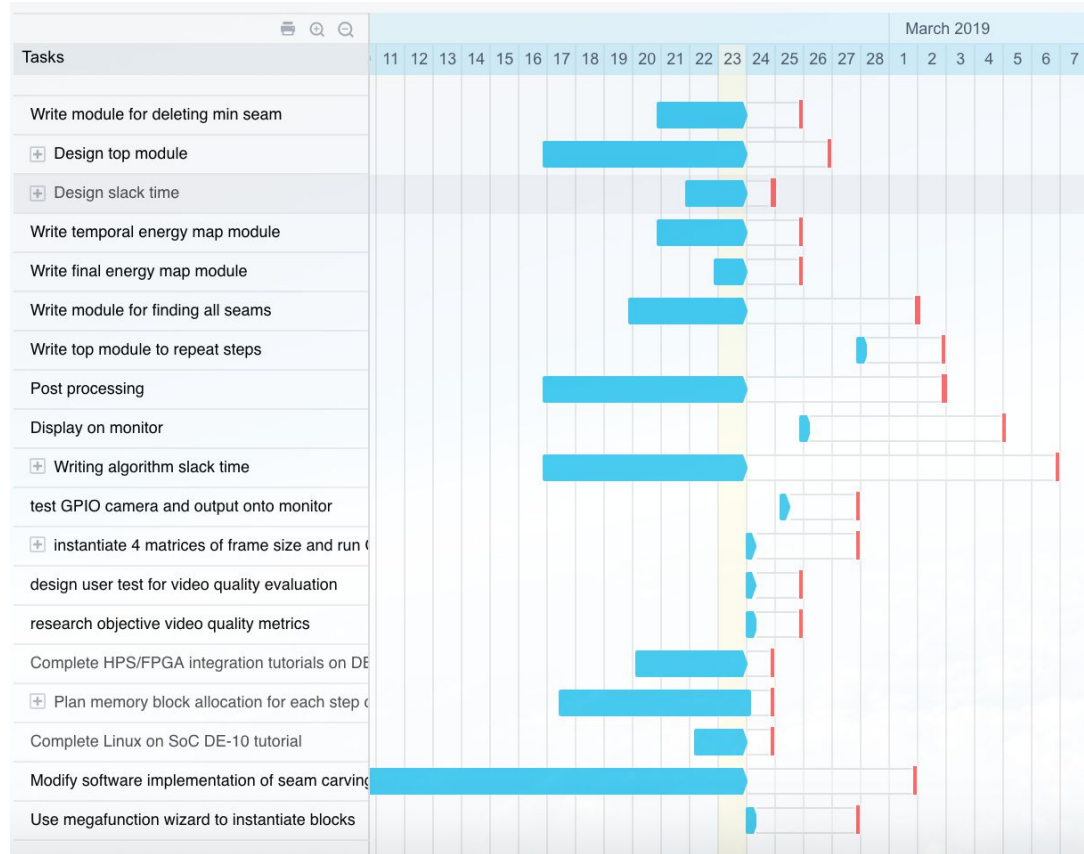 March 2019
Tasks
11 12 13 14 15 16 17 18 19 20 21 22 23 24 25 26 27 28 1 2 3 4 5 6 7
Write module for deleting min seam
Design top module
Design slack time
Write temporal energy map module
Write final energy map module
Write module for finding all seams
Write top module to repeat steps
Post processing
Display on monitor
Writing algorithm slack time
test GPIO camera and output onto monitor
instantiate 4 matrices of frame size and run
design user test for video quality evaluation
research objective video quality metrics
Complete HPS/FPGA integration tutorials on
Plan memory block allocation for each step
Complete Linux on SoC DE-10 tutorial
Modify software implementation of seam carving
Use megafunction wizard to instantiate blocks